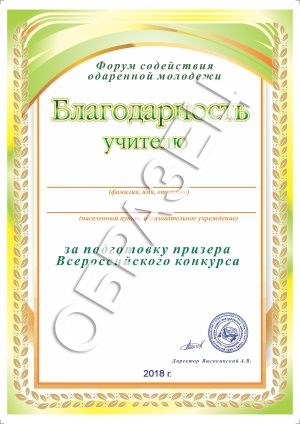 Форум содействия
одаренной молодежи
Благодарность
учителю
(фамилия, имя, отчество)
(населенный пункт, образовательное учреждение)
за подготовку призера
Всероссийского конкурса
ОБРАЗЕЦ
Директор Высокинский А.В.
2018 г.